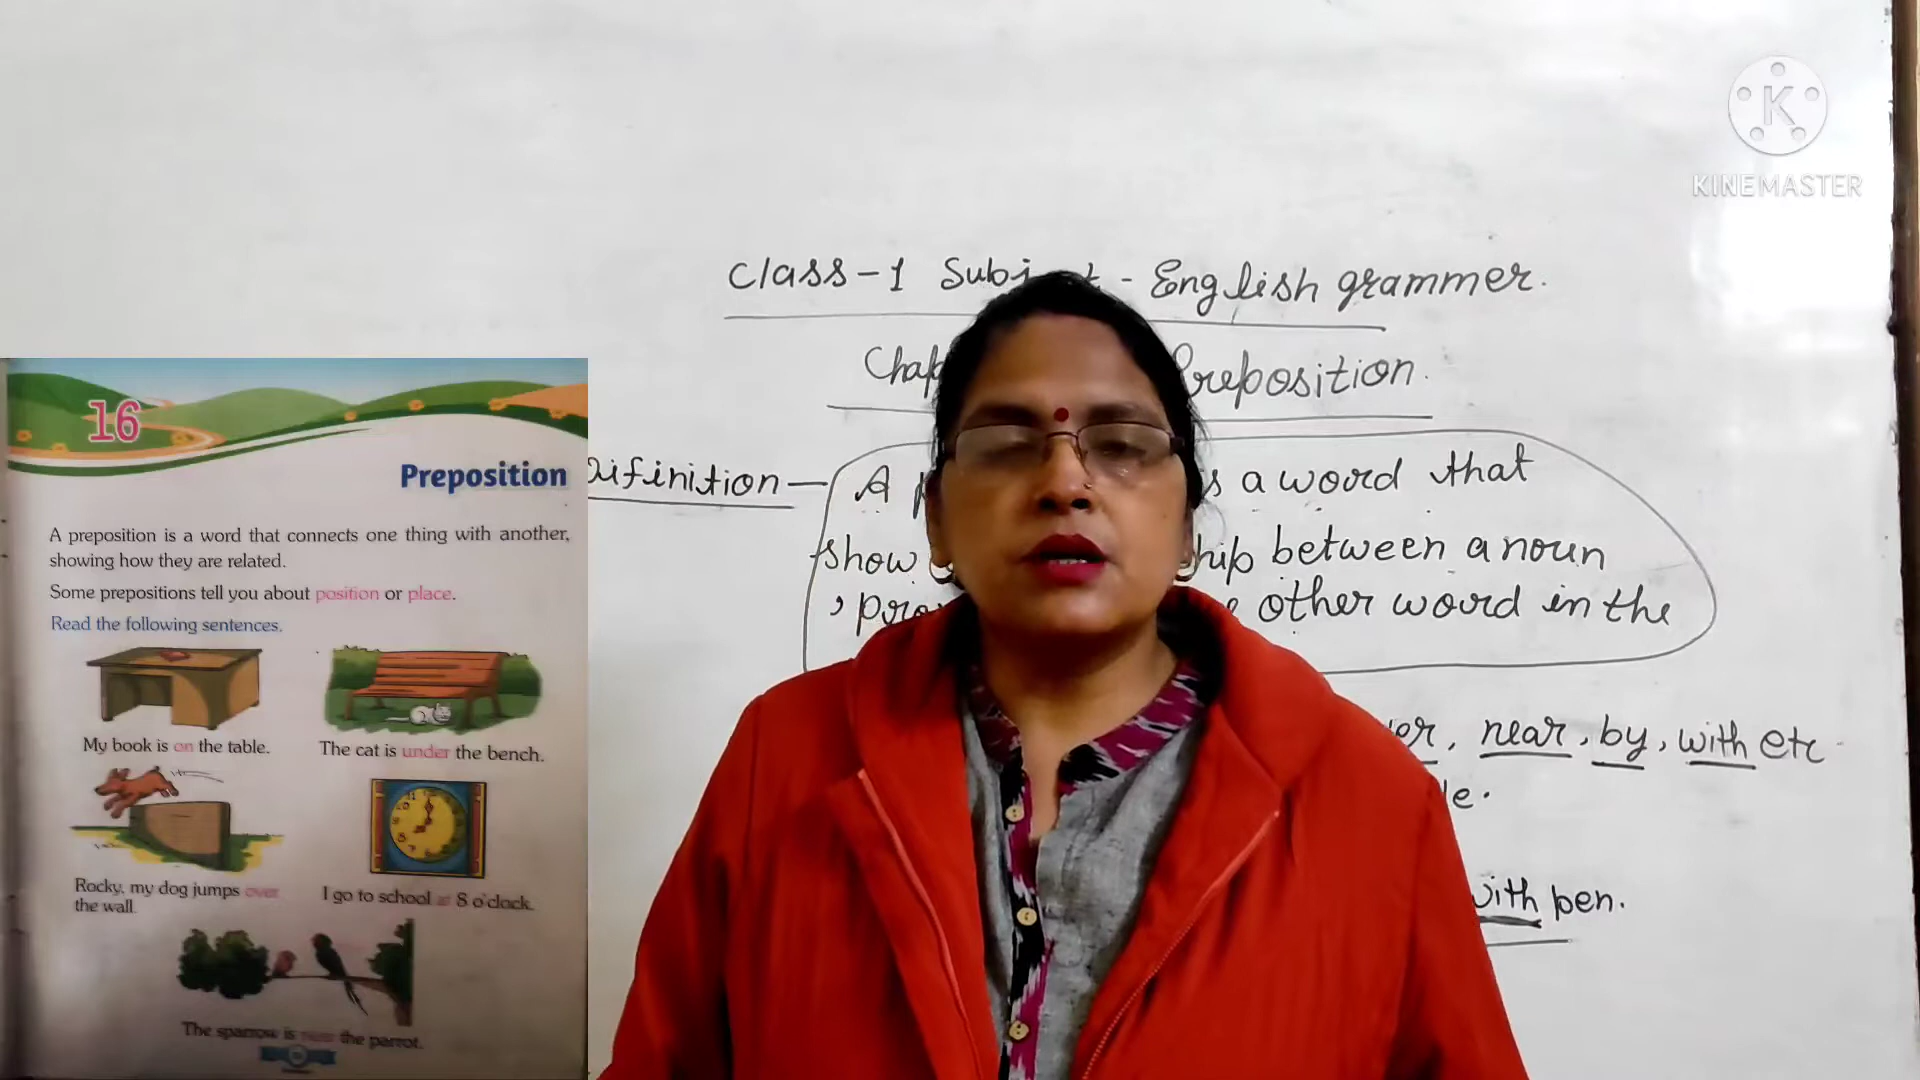 K
KINEMASTER
Class-1 Subj - English grammer.
Chap Preposition.
Difinition — A is a word that
show between a noun
, other word in the
near, by, with etc
with pen.
16
Preposition
A preposition is a word that connects one thing with another,
showing how they are related.
Some prepositions tell you about position or place.
Read the following sentences.
My book is on the table.
The cat is under the bench.
Rocky, my dog jumps over
the wall.
I go to school at 8 o'clock.
The sparrow is near the parrot.